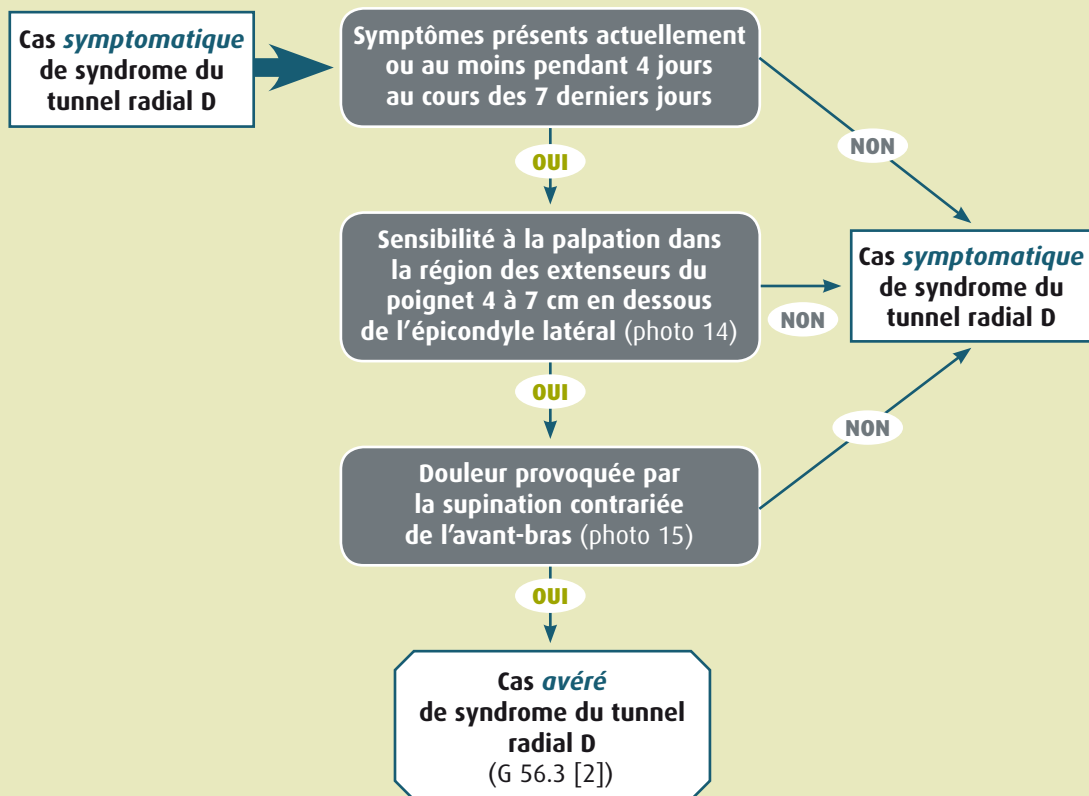 Cas symptomatique
de syndrome du
tunnel radial D
Symptômes présents actuellement
ou au moins pendant 4 jours
au cours des 7 derniers jours
NON
OUI
Sensibilité à la palpation dans
la région des extenseurs du
poignet 4 à 7 cm en dessous
de l'épicondyle latéral (photo 14)
NON
Cas symptomatique
de syndrome du
tunnel radial D
OUI
NON
Douleur provoquée par
la supination contrariée
de l'avant-bras (photo 15)
OUI
Cas avéré
de syndrome du tunnel
radial D
(G 56.3 [2])